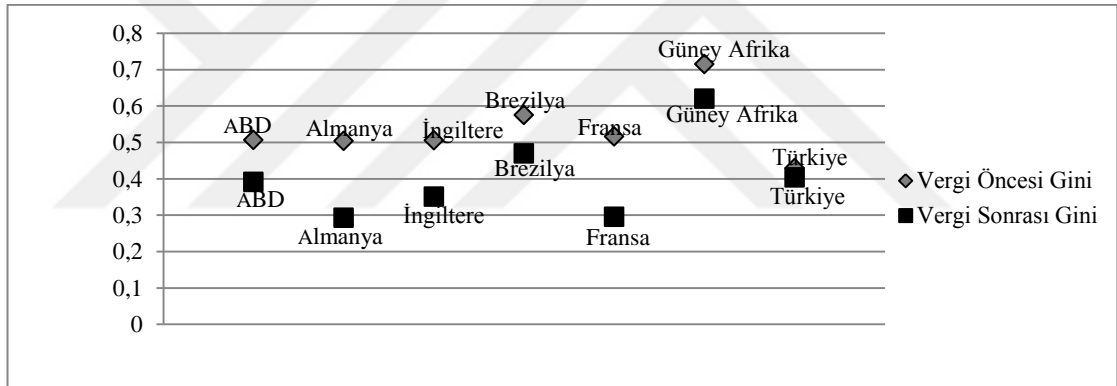 0,8
0,7
0,6
0,5
0,4
0,3
0,2
0,1
0
ABD
Almanya
İngiltere
Brezilya
Fransa
Güney Afrika
Türkiye
ABD
Almanya
İngiltere
Brezilya
Fransa
Güney Afrika
Türkiye
Vergi Öncesi Gini
Vergi Sonrası Gini